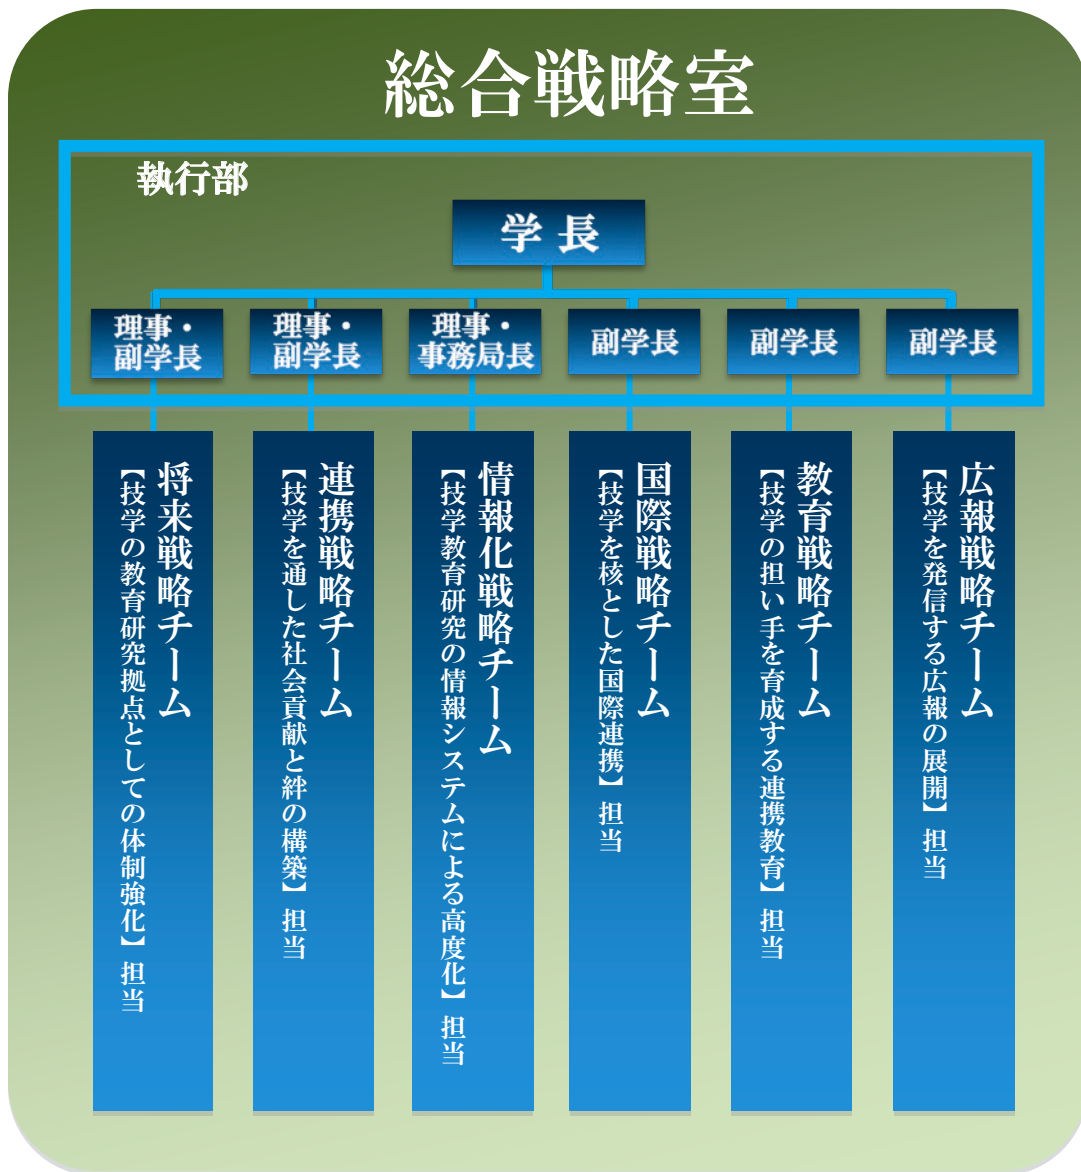 総合戦略室
執行部
学長
理事・
副学長
理事・
副学長
理事・
事務局長
副学長
副学長
副学長
将来戦略チーム
【技学の教育研究拠点としての体制強化】担当
連携戦略チーム
【技学を通した社会貢献と絆の構築】担当
情報化戦略チーム
【技学教育研究の情報システムによる高度化】担当
国際戦略チーム
【技学を核とした国際連携】担当
教育戦略チーム
【技学の担い手を育成する連携教育】担当
広報戦略チーム
【技学を発信する広報の展開】担当